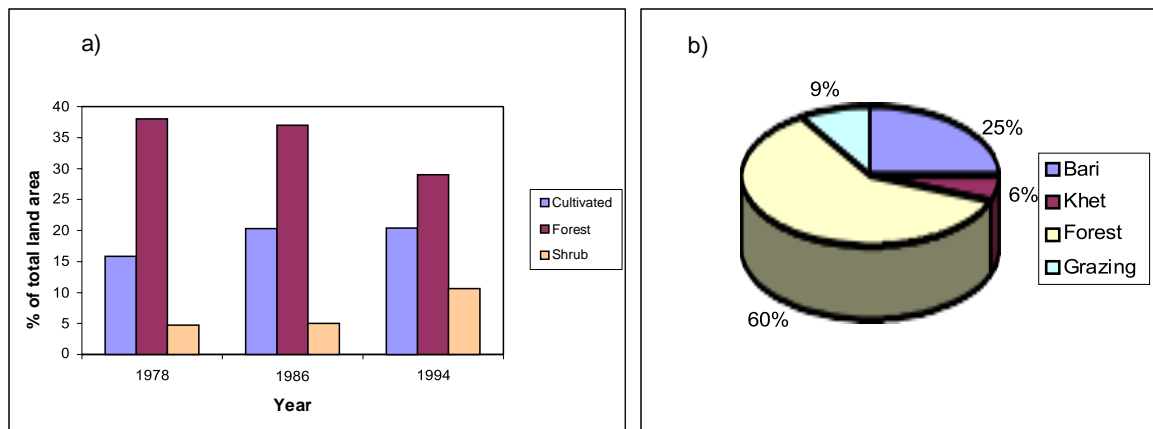 a)
% of total land area
40
35
30
25
20
15
10
5
0
1978 1986 1994
Year
Cultivated
Forest
Shrub
b)
9%
25%
6%
60%
Bari
Khet
Forest
Grazing